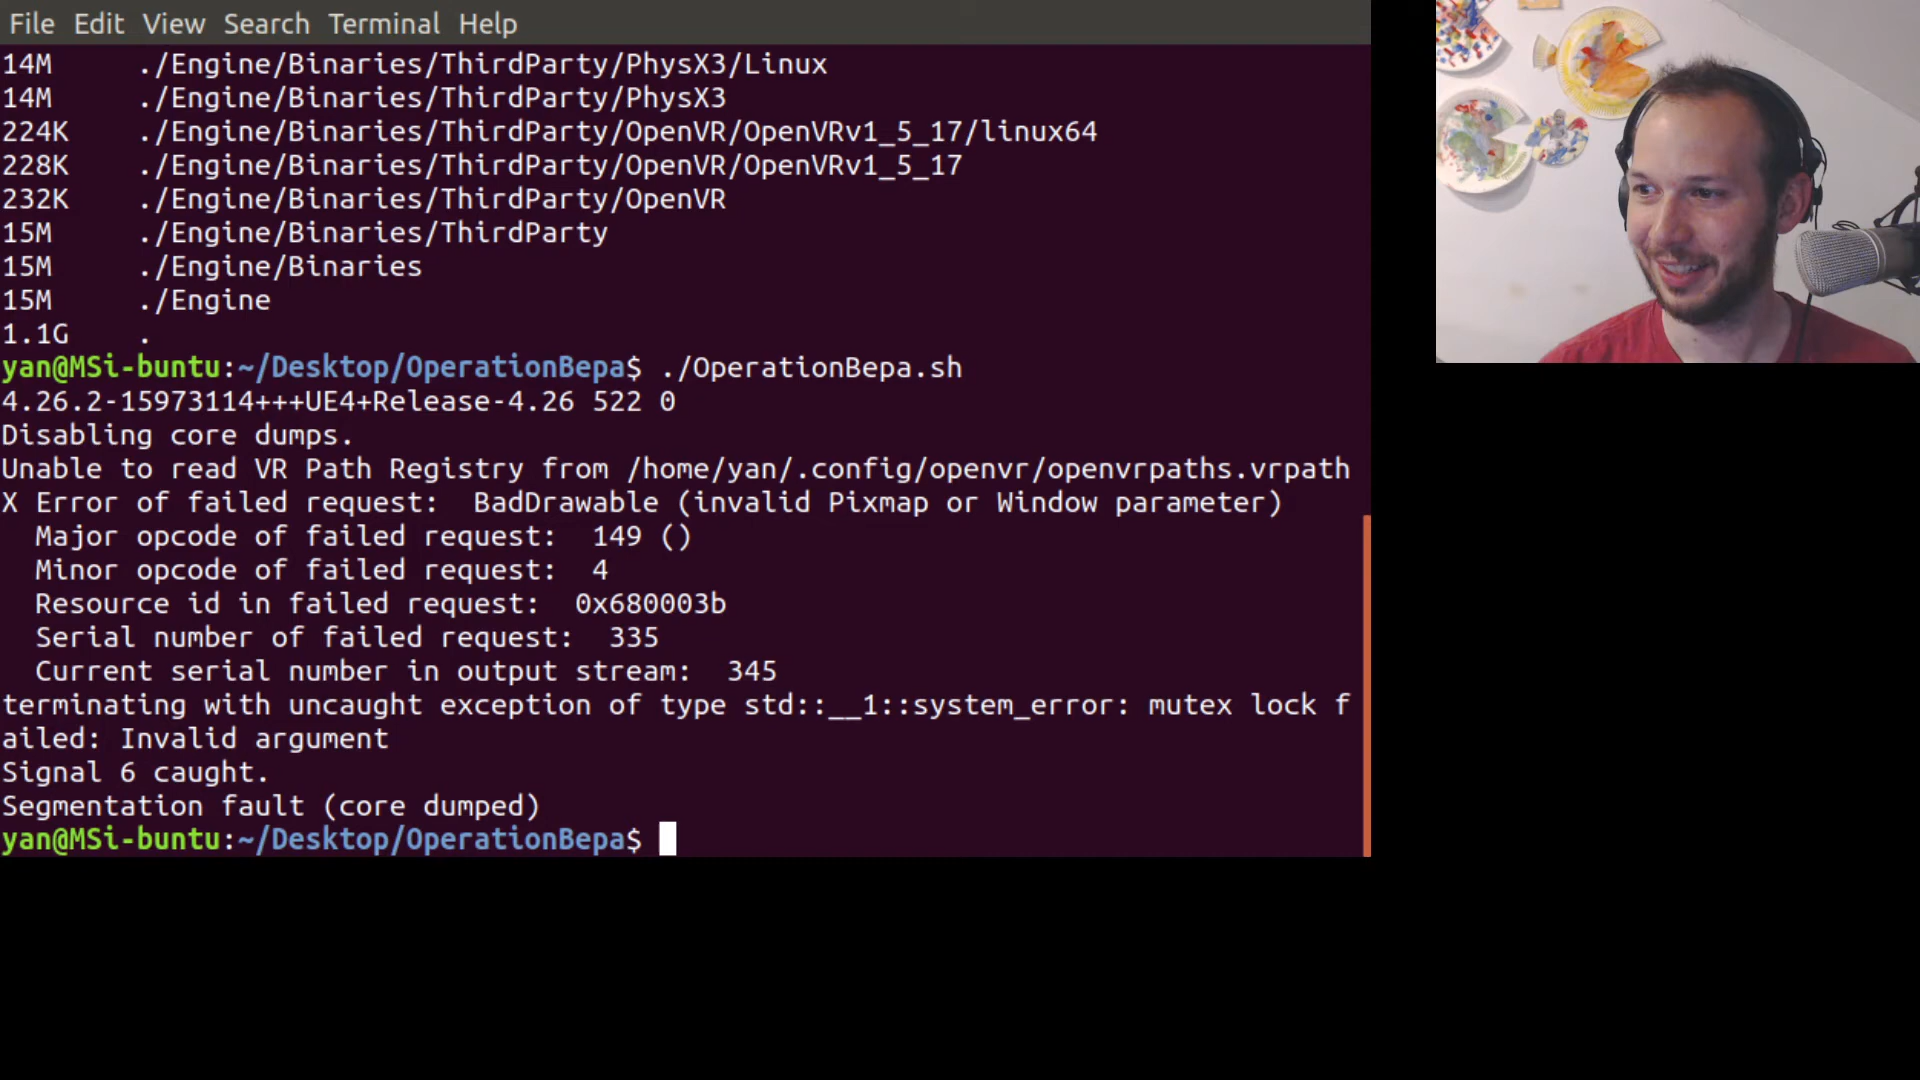 File Edit View Search Terminal Help
14M ./Engine/Binaries/ThirdParty/PhysX3/Linux
14M ./Engine/Binaries/ThirdParty/PhysX3
224K ./Engine/Binaries/ThirdParty/OpenVR/OpenVRv1_5_17/linux64
228K ./Engine/Binaries/ThirdParty/OpenVR/OpenVRv1_5_17
232K ./Engine/Binaries/ThirdParty/OpenVR
15M ./Engine/Binaries/ThirdParty
15M ./Engine/Binaries
15M ./Engine
1.1G .
yan@MSi-buntu:~/Desktop/OperationBepa$ ./OperationBepa.sh
4.26.2-15973114+++UE4+Release-4.26 522 0
Disabling core dumps.
Unable to read VR Path Registry from /home/yan/.config/openvr/openvrpaths.vrpath
X Error of failed request:  BadDrawable (invalid Pixmap or Window parameter)
  Major opcode of failed request:  149 ()
  Minor opcode of failed request:  4
  Resource id in failed request:  0x680003b
  Serial number of failed request:  335
  Current serial number in output stream:  345
terminating with uncaught exception of type std::__1::system_error: mutex lock f
ailed: Invalid argument
Signal 6 caught.
Segmentation fault (core dumped)
yan@MSi-buntu:~/Desktop/OperationBepa$